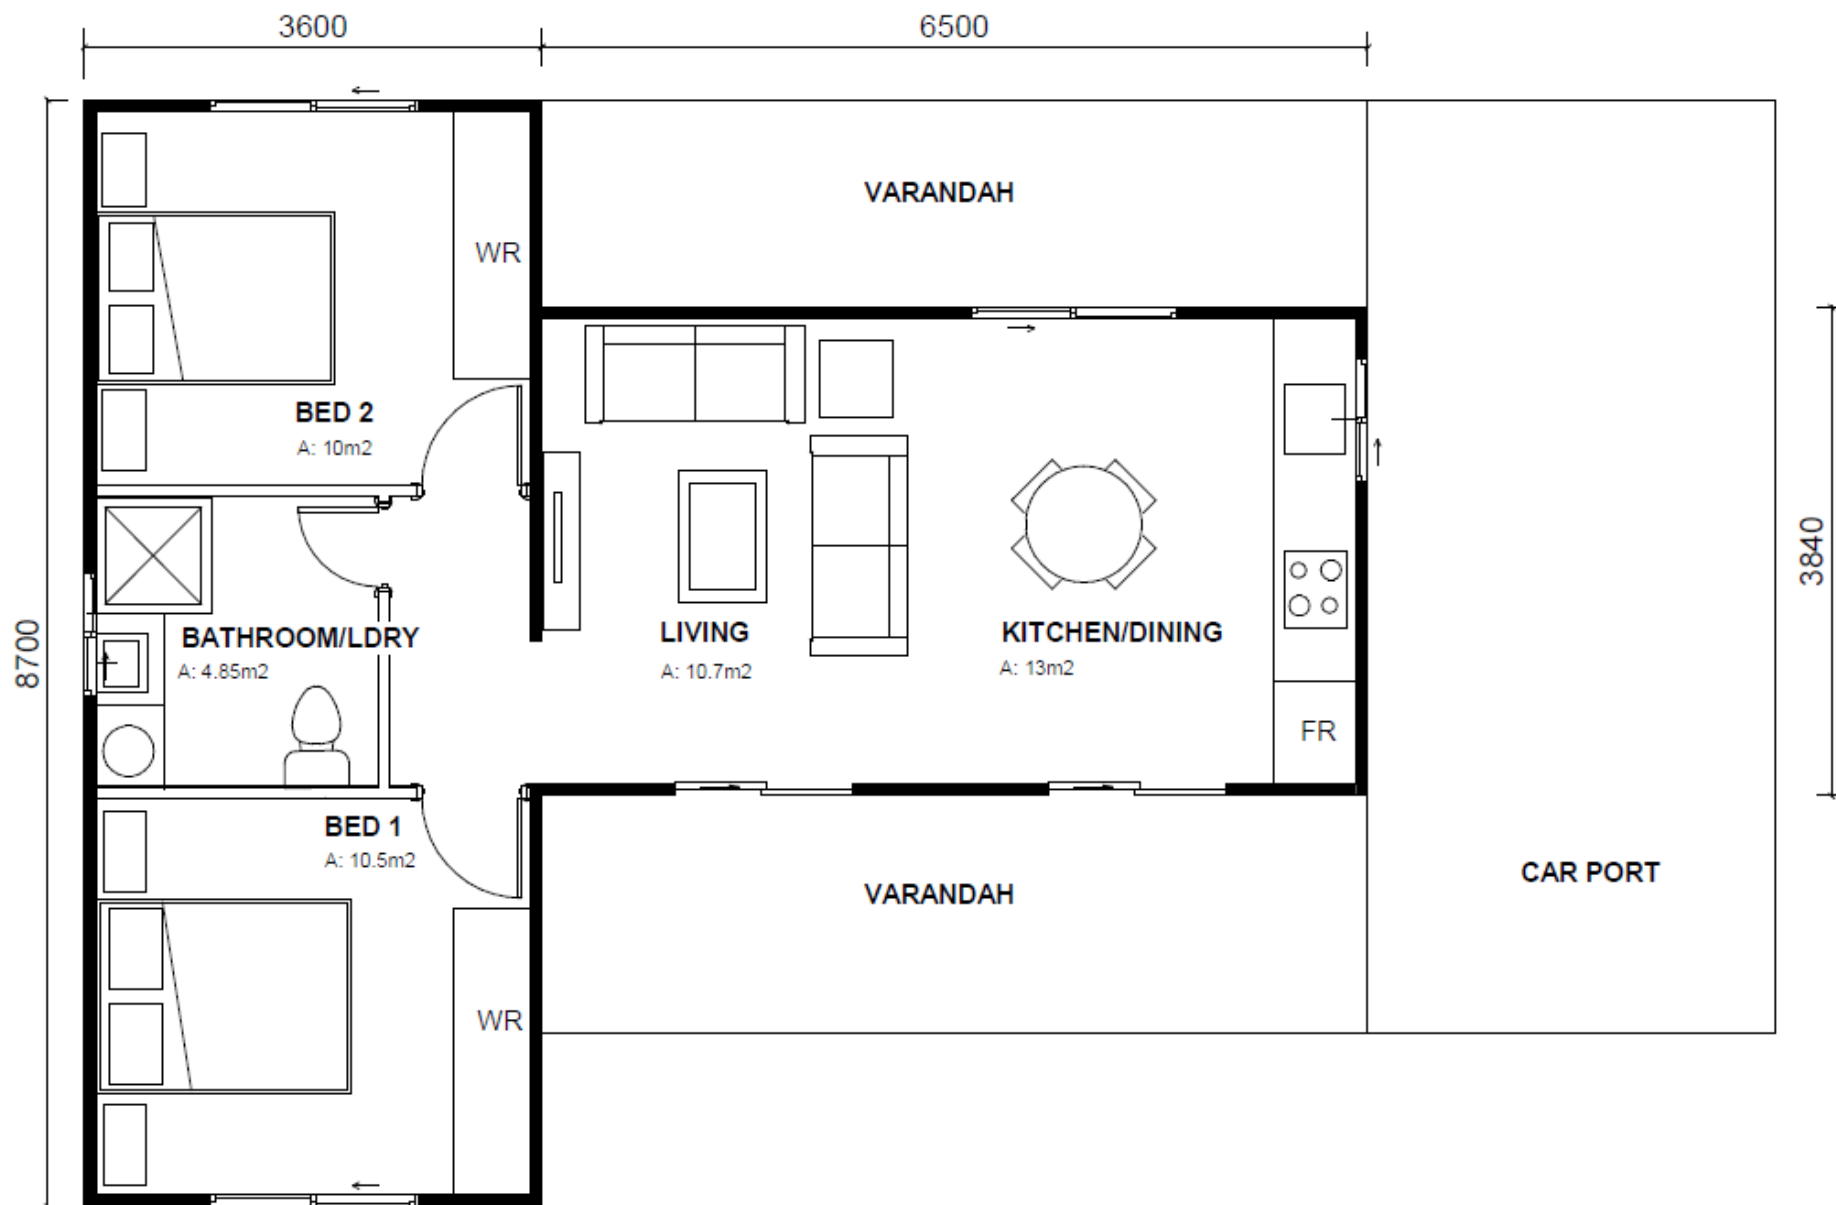 3600
6500
VARANDAH
WR
BED 2
A: 10m2
3840
8700
BATHROOM/LDRY
A: 4.85m2
LIVING
A: 10.7m2
KITCHEN/DINING
A: 13m2
FR
BED 1
A: 10.5m2
VARANDAH
CAR PORT
WR